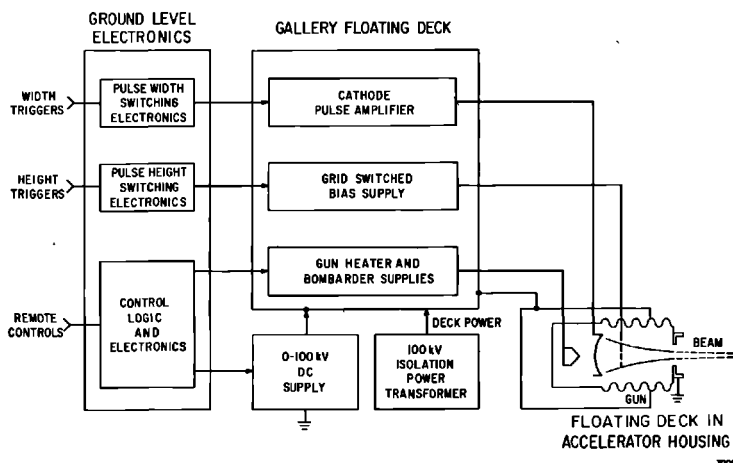 GROUND LEVEL
ELECTRONICS
GALLERY FLOATING DECK
WIDTH
TRIGGERS
PULSE WIDTH
SWITCHING
ELECTRONICS
CATHODE
PULSE AMPLIFIER
HEIGHT
TRIGGERS
PULSE HEIGHT
SWITCHING
ELECTRONICS
GRID SWITCHED
BIAS SUPPLY
REMOTE
CONTROLS
CONTROL
LOGIC
AND
ELECTRONICS
GUN HEATER AND
BOMBARDER SUPPLIES
DECK POWER
0-100 kV
DC
SUPPLY
100 kV
ISOLATION
POWER
TRANSFORMER
BEAM
GUN
FLOATING DECK IN
ACCELERATOR HOUSING